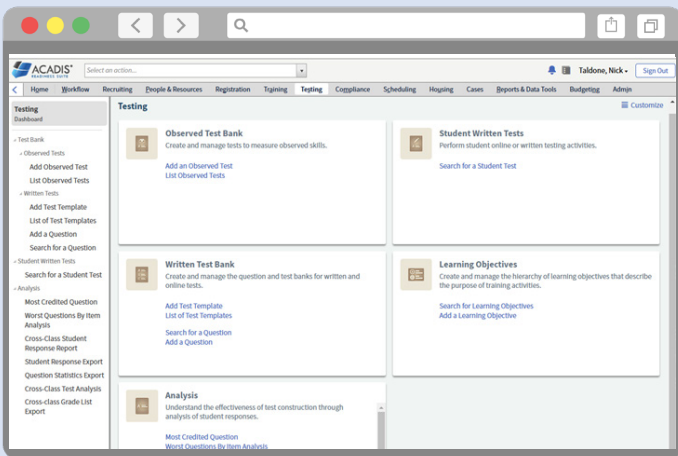 ACADIS®
READINESS SUITE
Select an action...
Taldone, Nick
Sign Out
Home Workflow Recruiting People & Resources Registration Training Testing Compliance Scheduling Housing Cases Reports & Data Tools Budgeting Admin
Testing
Dashboard
Test Bank
Observed Tests
Add Observed Test
List Observed Tests
Written Tests
Add Test Template
List of Test Templates
Add a Question
Search for a Question
Student Written Tests
Search for a Student Test
Analysis
Most Credited Question
Worst Questions By Item
Analysis
Cross-Class Student
Response Report
Student Response Export
Question Statistics Export
Cross-Class Test Analysis
Cross-class Grade List
Export
Testing
Customize
Observed Test Bank
Create and manage tests to measure observed skills.
Add an Observed Test
List Observed Tests
Student Written Tests
Perform student online or written testing activities.
Search for a Student Test
Written Test Bank
Create and manage the question and test banks for written and
online tests.
Add Test Template
List of Test Templates
Search for a Question
Add a Question
Learning Objectives
Create and manage the hierarchy of learning objectives that describe
the purpose of training activities.
Search for Learning Objectives
Add a Learning Objective
Analysis
Understand the effectiveness of test construction through
analysis of student responses.
Most Credited Question
Worst Questions By Item Analysis